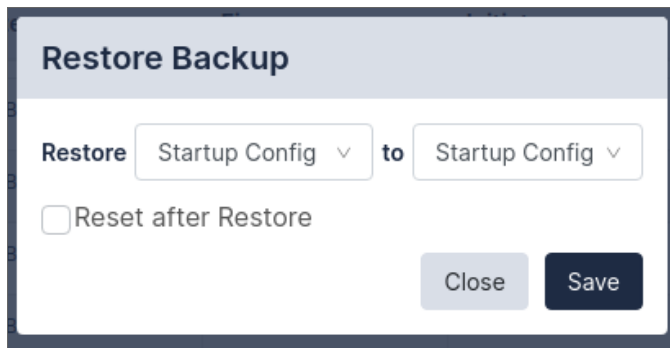 Restore Backup
Restore Startup Config to Startup Config
Reset after Restore
Close Save